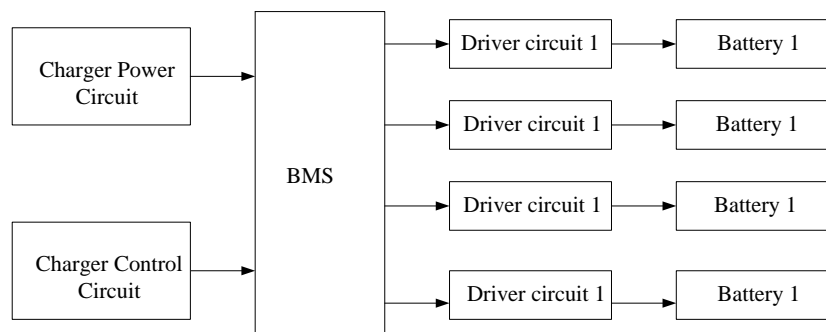 Charger Power
Circuit
Charger Control
Circuit
BMS
Driver circuit 1
Battery 1
Driver circuit 1
Battery 1
Driver circuit 1
Battery 1
Driver circuit 1
Battery 1